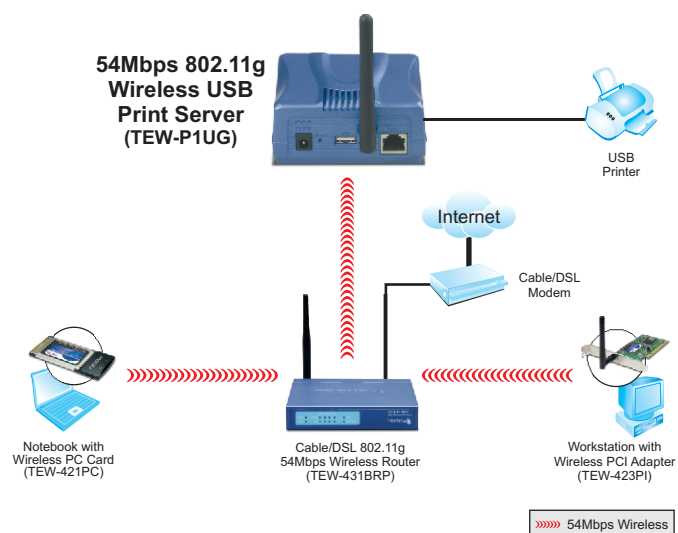 54Mbps 802.11g
Wireless USB
Print Server
(TEW-P1UG)
USB
Printer
Internet
Cable/DSL
Modem
Notebook with
Wireless PC Card
(TEW-421PC)
Cable/DSL 802.11g
54Mbps Wireless Router
(TEW-431BRP)
Workstation with
Wireless PCI Adapter
(TEW-423PI)
54Mbps Wireless